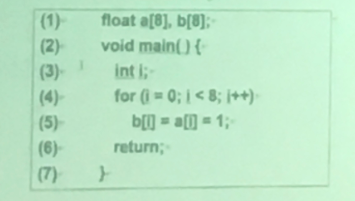 (1) float a[8], b[8];
(2) void main( ) {
(3) int i;
(4) for (i = 0; i < 8; i++)
(5) b[i] = a[i] = 1;
(6) return;
(7) }